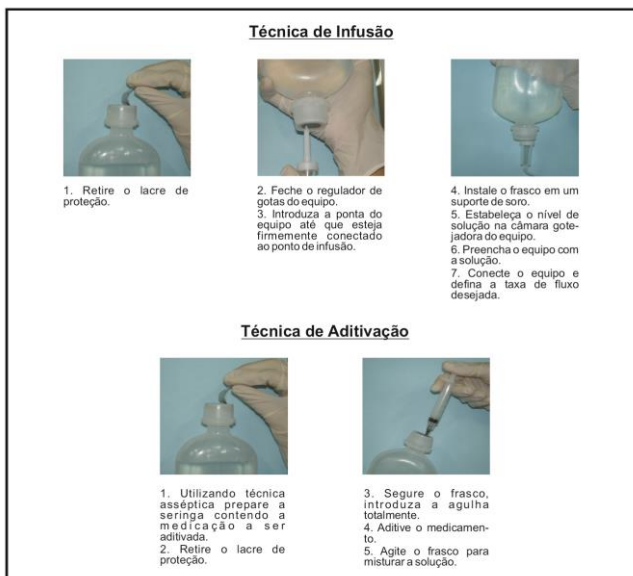 Técnica de Infusão
1. Retire o lacre de
proteção.
2. Feche o regulador de
gotas do equipo.
3. Introduza a ponta do
equipo até que esteja
firmemente conectado
ao ponto de infusão.
4. Instale o frasco em um
suporte de soro.
5. Estabeleça o nível de
solução na câmara gote-
jadora do equipo.
6. Preencha o equipo com
a solução.
7. Conecte o equipo e
defina a taxa de fluxo
desejada.
Técnica de Aditivação
1. Utilizando técnica
asséptica prepare a
seringa contendo a
medicação a ser
aditivada.
2. Retire o lacre de
proteção.
3. Segure o frasco,
introduza a agulha
totalmente.
4. Aditive o medicamen-
to.
5. Agite o frasco para
misturar a solução.